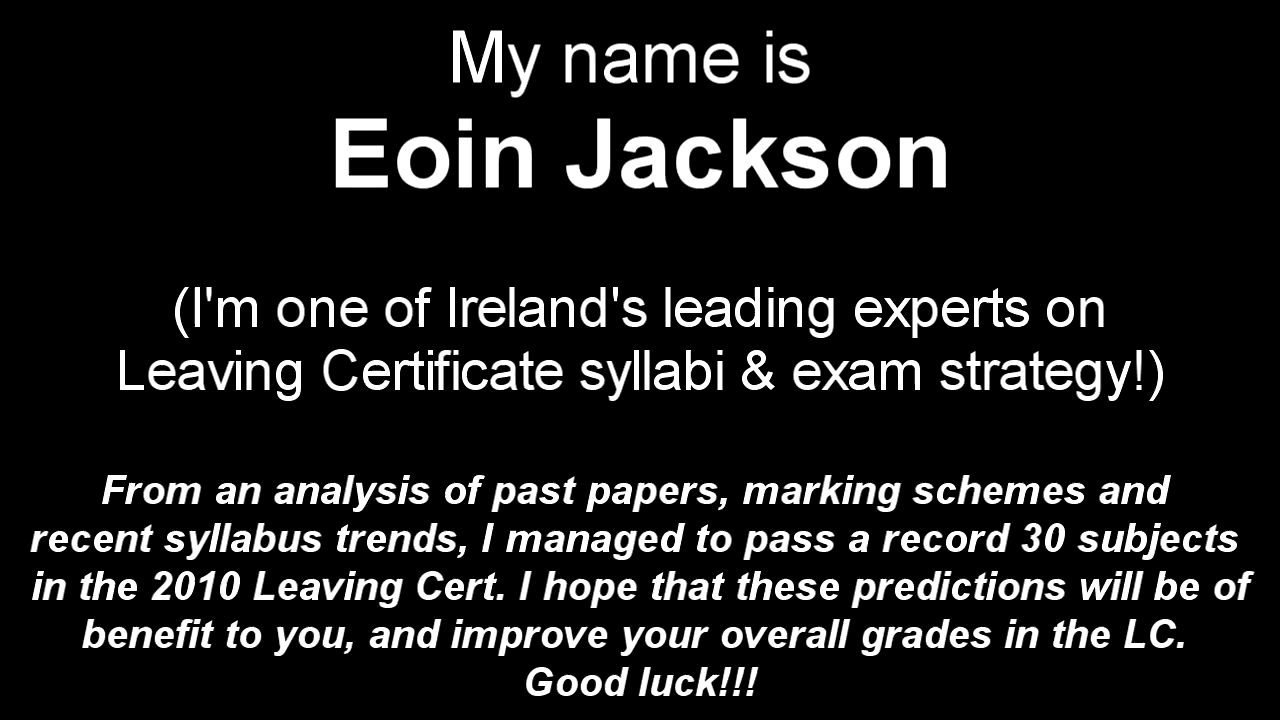 My name is
Eoin Jackson
(I'm one of Ireland's leading experts on
Leaving Certificate syllabi & exam strategy!)
From an analysis of past papers, marking schemes and
recent syllabus trends, I managed to pass a record 30 subjects
in the 2010 Leaving Cert. I hope that these predictions will be of
benefit to you, and improve your overall grades in the LC.
Good luck!!!